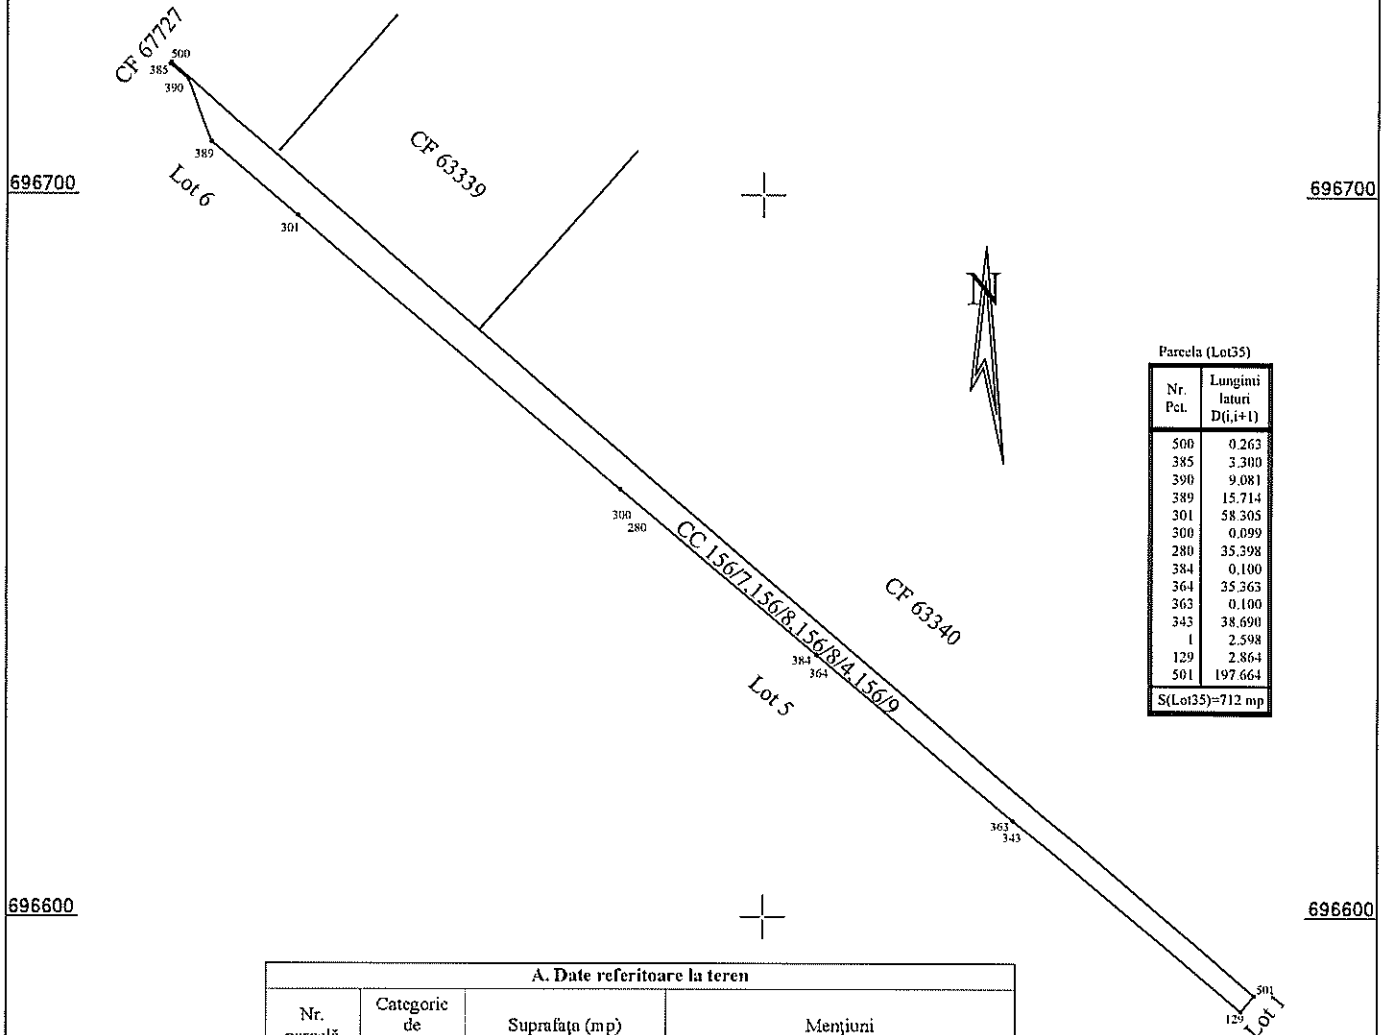 CF 67727
500
385
390
389
Lot 6
301
CF 63339
696700
696700
N
Parcela (Lot35)
Nr. Pct. Lungimi laturi D(i,i+1)
500 0.263
385 3.300
390 9.081
389 15.714
301 58.305
300 0.099
280 35.398
384 0.100
364 35.363
363 0.100
343 38.690
1 2.598
129 2.864
501 197.664
S(Lot35)=712 mp
300
280
CC 156/7,156/8,156/8/4,156/9
CF 63340
384
364
Lot 5
363
343
696600
696600
501
129
Lot 1
A. Date referitoare la teren
Nr. parcelă
Categorie de
Suprafaţa (mp)
Menţiuni